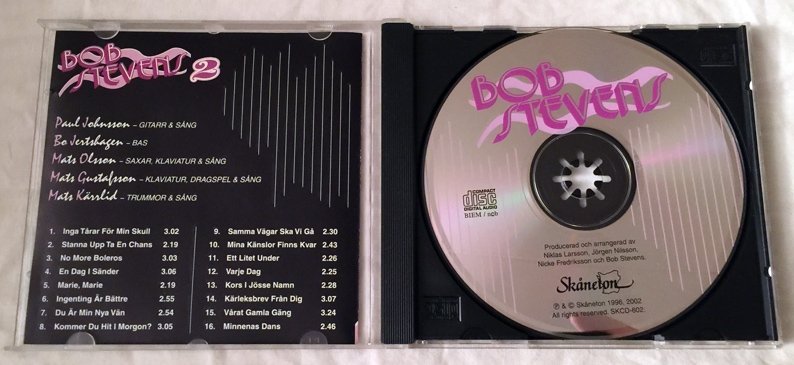 BOB
STEVENS 2
Paul Johnsson – GITARR & SÅNG
Bo Jertshagen – BAS
Mats Olsson – SAXAR, KLAVIATUR & SÅNG
Mats Gustafsson – KLAVIATUR, DRAGSPEL & SÅNG
Mats Kärrlid – TRUMMOR & SÅNG
1. Inga Tårar För Min Skull 3.02
2. Stanna Upp Ta En Chans 2.19
3. No More Boleros 3.03
4. En Dag I Sänder 3.06
5. Marie, Marie 2.19
6. Ingenting Är Bättre 2.55
7. Du Är Min Nya Vän 2.54
8. Kommer Du Hit I Morgon? 3.05
9. Samma Vägar Ska Vi Gå 2.30
10. Mina Känslor Finns Kvar 2.43
11. Ett Litet Under 2.26
12. Varje Dag 2.26
13. Kors I Jösse Namn 2.28
14. Kärleksbrev Från Dig 3.07
15. Vårat Gamla Gäng 3.24
16. Minnenas Dans 2.46
BOB
STEVENS
COMPACT
disc
DIGITAL AUDIO
BIEM / ncb
Producerad och arrangerad av
Niklas Larsson, Jörgen Nilsson,
Nicka Fredriksson och Bob Stevens.
Skåneton
℗ & © Skåneton 1996, 2002
All rights reserved. SKCD-602.